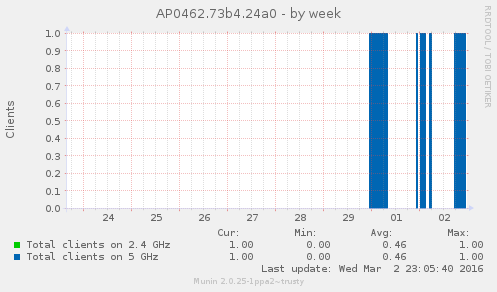 AP0462.73b4.24a0 - by week
RRDTOOL / TOBI OETIKER
Clients
1.0
0.9
0.8
0.7
0.6
0.5
0.4
0.3
0.2
0.1
0.0
24 25 26 27 28 29 01 02
Cur: Min: Avg: Max:
Total clients on 2.4 GHz 1.00 0.00 0.46 1.00
Total clients on 5 GHz 1.00 0.00 0.46 1.00
Last update: Wed Mar 2 23:05:40 2016
Munin 2.0.25-1ppa2~trusty